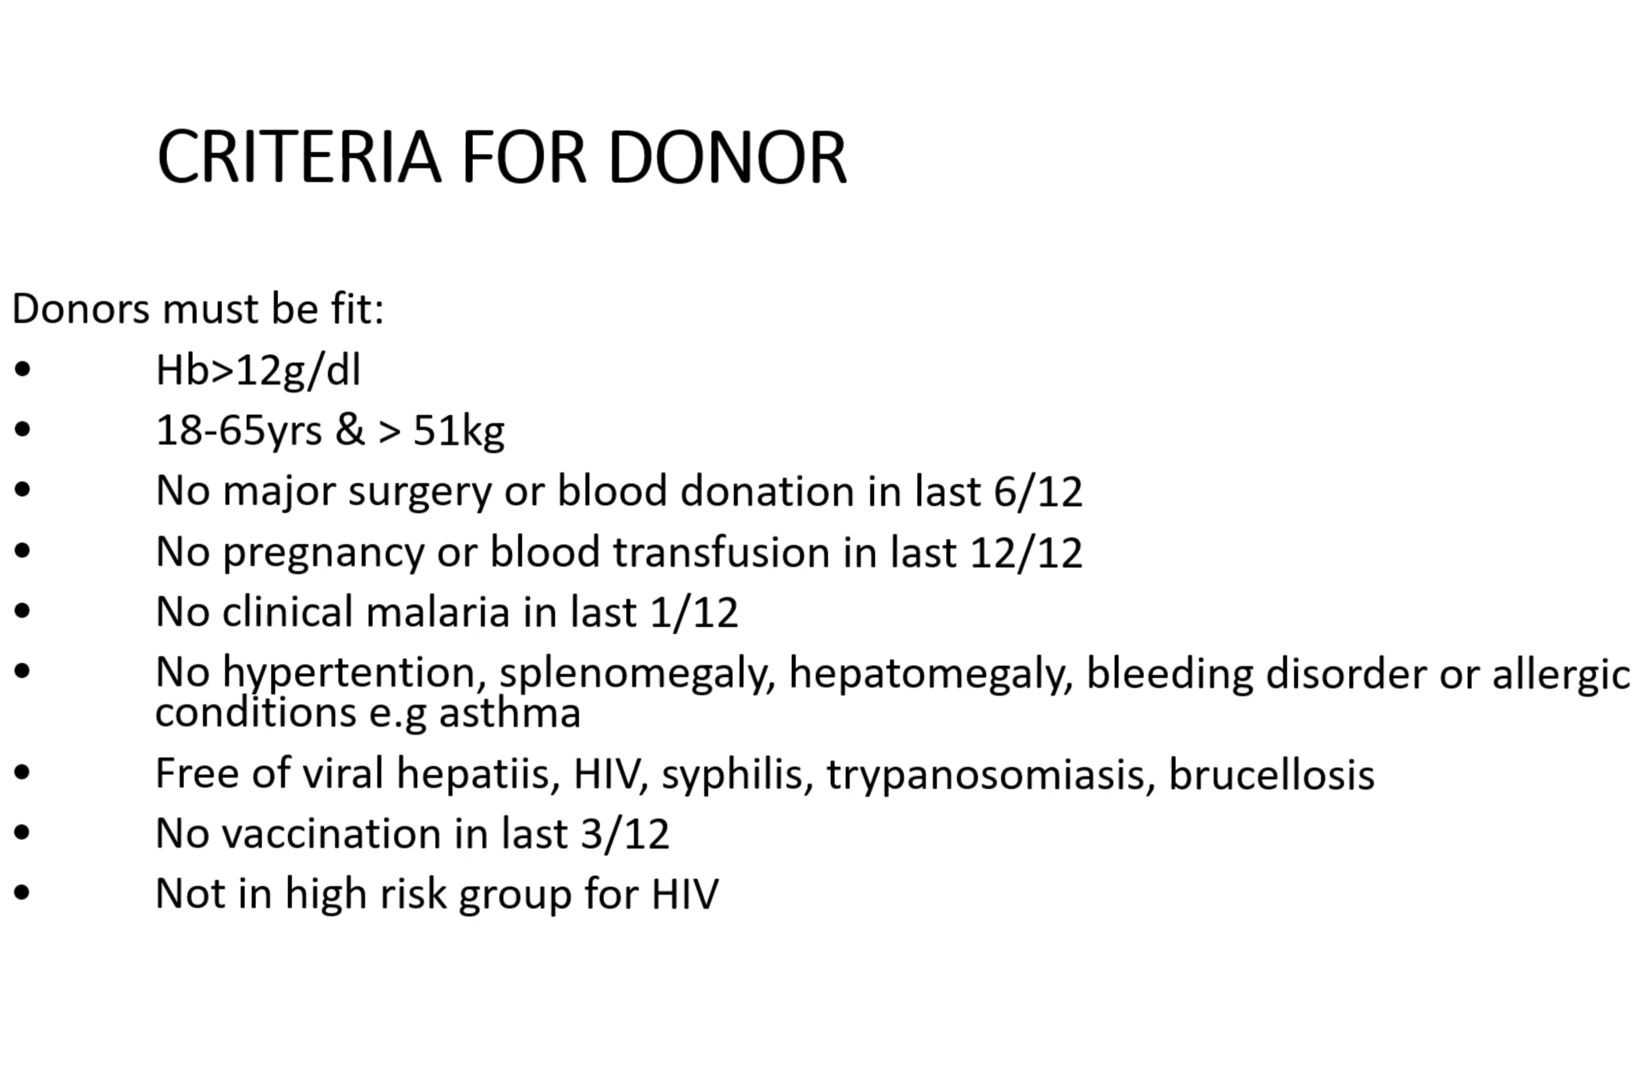 CRITERIA FOR DONOR
Donors must be fit:
• Hb>12g/dl
• 18-65yrs & > 51kg
• No major surgery or blood donation in last 6/12
• No pregnancy or blood transfusion in last 12/12
• No clinical malaria in last 1/12
• No hypertention, splenomegaly, hepatomegaly, bleeding disorder or allergic
conditions e.g asthma
• Free of viral hepatiis, HIV, syphilis, trypanosomiasis, brucellosis
• No vaccination in last 3/12
• Not in high risk group for HIV